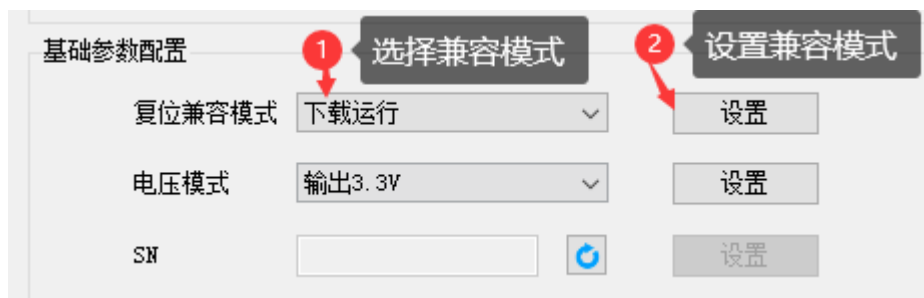 基础参数配置
1 选择兼容模式
2 设置兼容模式
复位兼容模式 下载运行 设置
电压模式 输出3.3V 设置
SN 设置